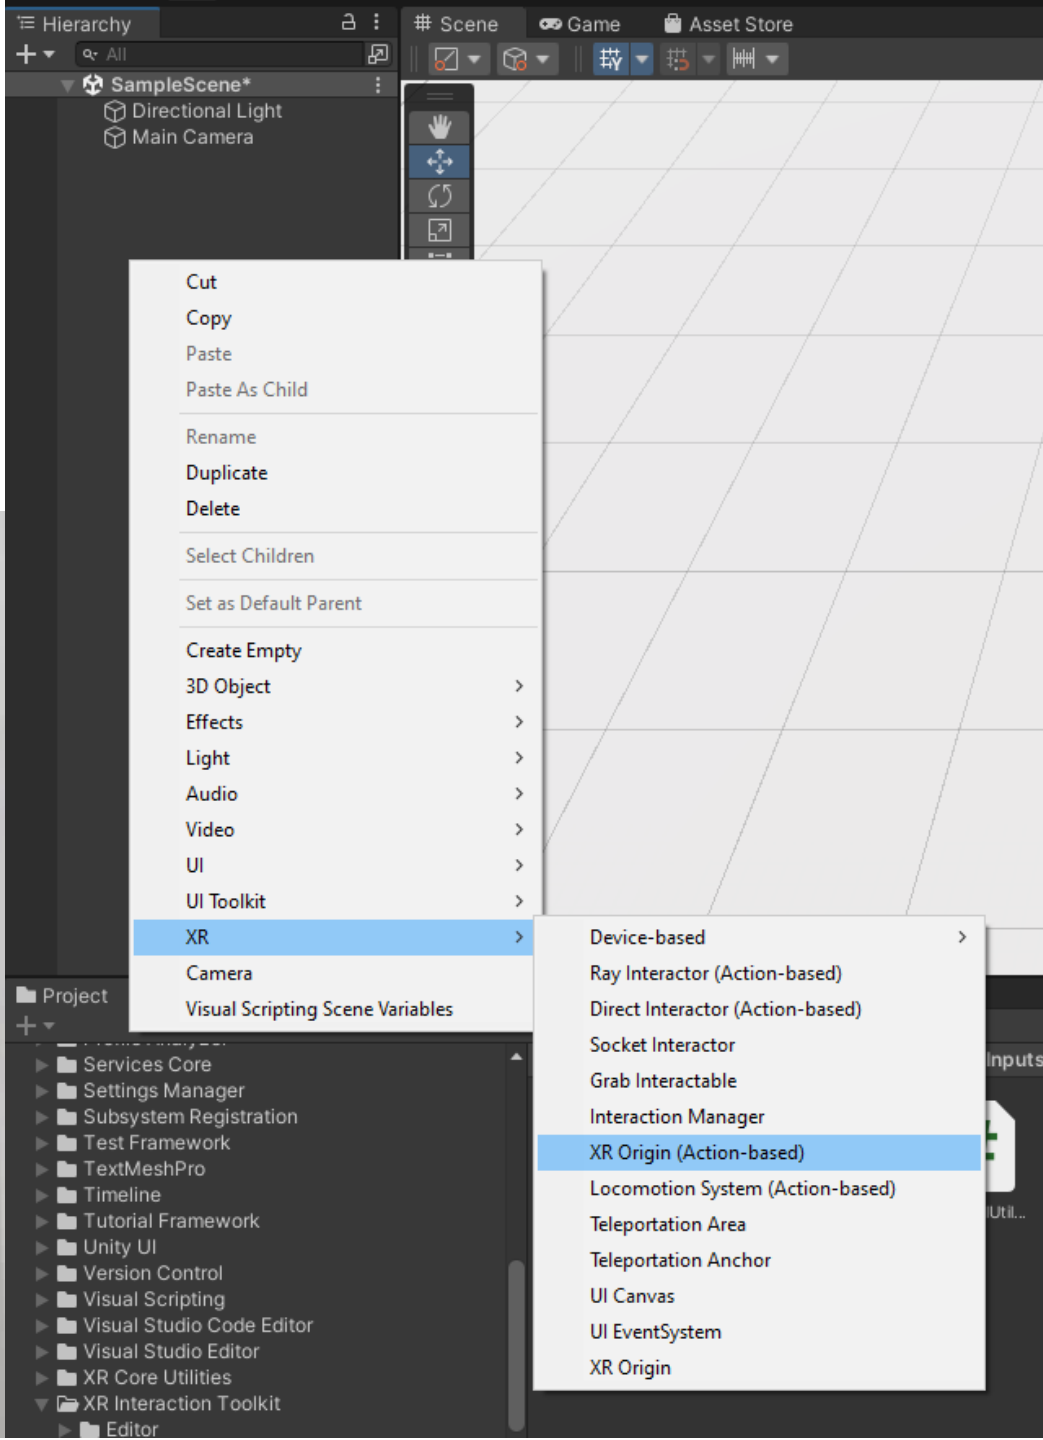 Hierarchy
Scene
Game
Asset Store
All
SampleScene*
Directional Light
Main Camera
Cut
Copy
Paste
Paste As Child
Rename
Duplicate
Delete
Select Children
Set as Default Parent
Create Empty
3D Object
Effects
Light
Audio
Video
UI
UI Toolkit
XR
Camera
Visual Scripting Scene Variables
Device-based
Ray Interactor (Action-based)
Direct Interactor (Action-based)
Socket Interactor
Grab Interactable
Interaction Manager
XR Origin (Action-based)
Locomotion System (Action-based)
Teleportation Area
Teleportation Anchor
UI Canvas
UI EventSystem
XR Origin
Project
Services Core
Settings Manager
Subsystem Registration
Test Framework
TextMeshPro
Timeline
Tutorial Framework
Unity UI
Version Control
Visual Scripting
Visual Studio Code Editor
Visual Studio Editor
XR Core Utilities
XR Interaction Toolkit
Editor
Inputs